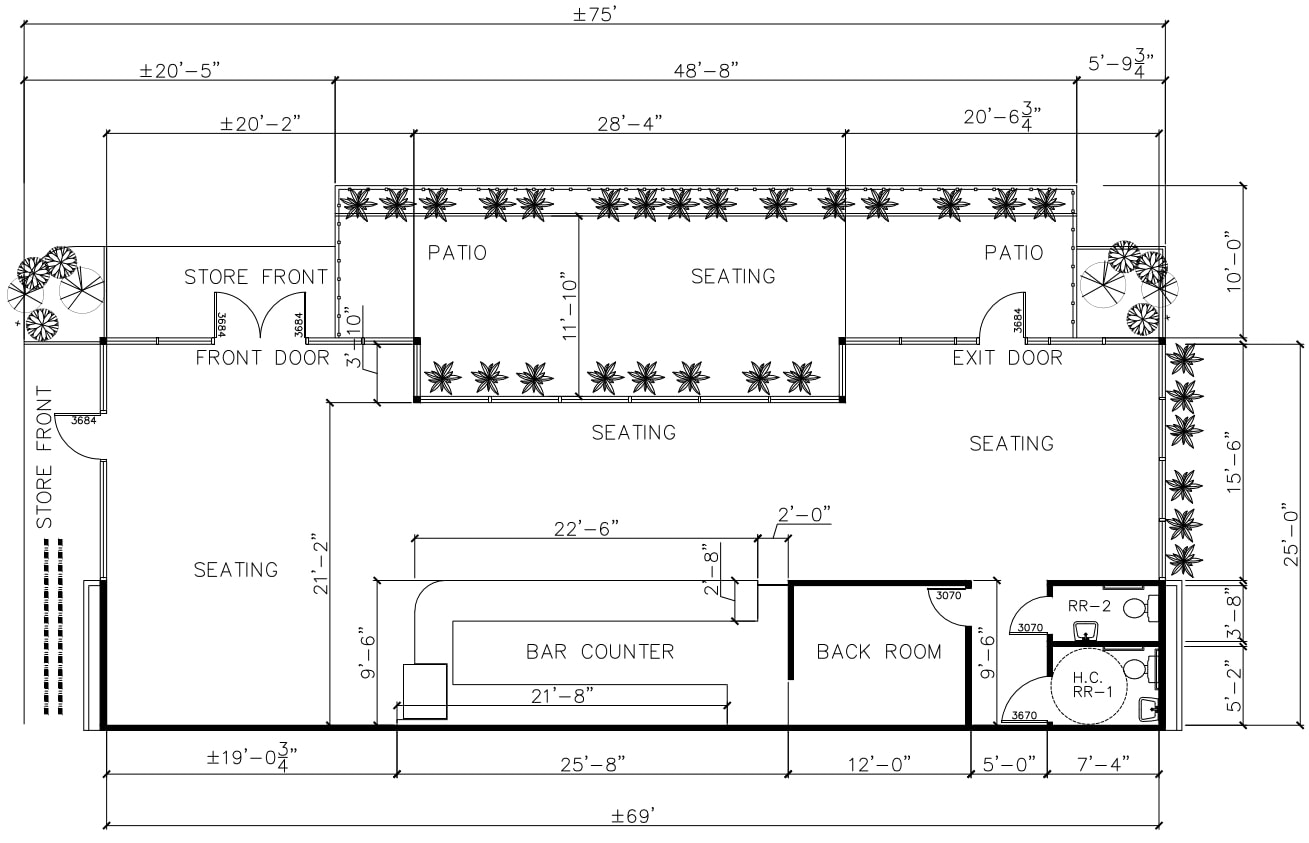 ±75'
±20'-5"
48'-8"
5'-9 3/4"
±20'-2"
28'-4"
20'-6 3/4"
PATIO
PATIO
STORE FRONT
SEATING
11'-10"
10'-0"
3684
3684
3684
3'-10"
FRONT DOOR
EXIT DOOR
STORE FRONT
3684
SEATING
SEATING
15'-6"
25'-0"
22'-6"
2'-0"
SEATING
21'-2"
2'-8"
3070
RR-2
3070
3'-8"
9'-6"
BAR COUNTER
BACK ROOM
9'-6"
H.C.
RR-1
21'-8"
3670
5'-2"
±19'-0 3/4"
25'-8"
12'-0"
5'-0"
7'-4"
±69'